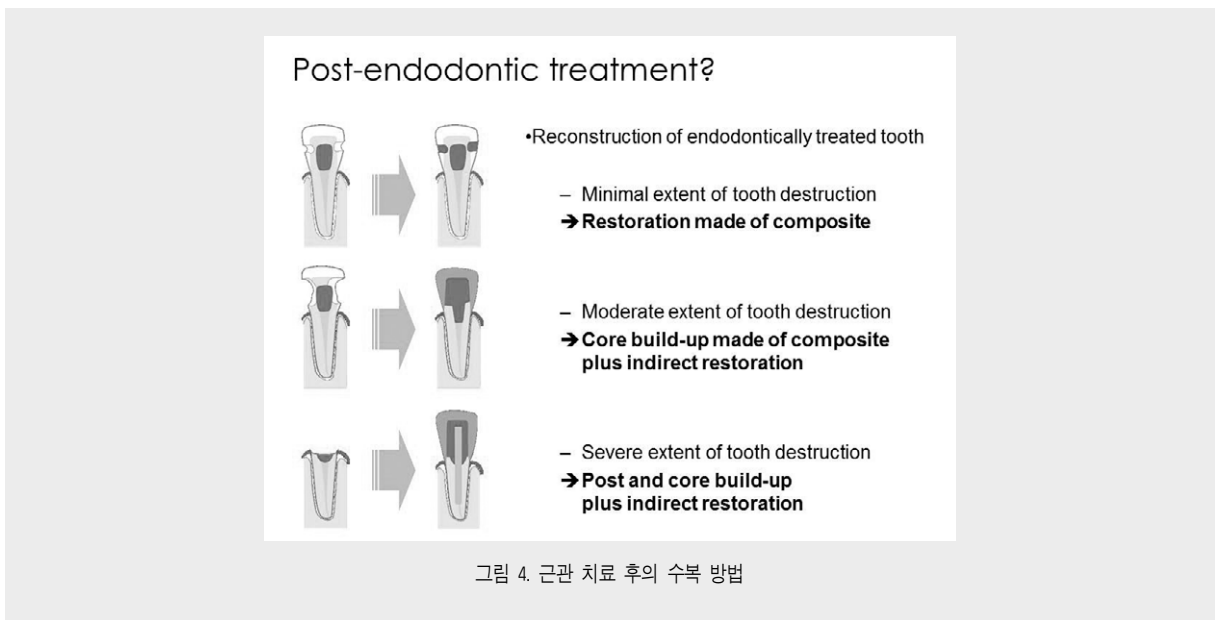 Post-endodontic treatment?
•Reconstruction of endodontically treated tooth
– Minimal extent of tooth destruction
➔Restoration made of composite
– Moderate extent of tooth destruction
➔Core build-up made of composite
plus indirect restoration
– Severe extent of tooth destruction
➔Post and core build-up
plus indirect restoration
그림 4. 근관 치료 후의 수복 방법